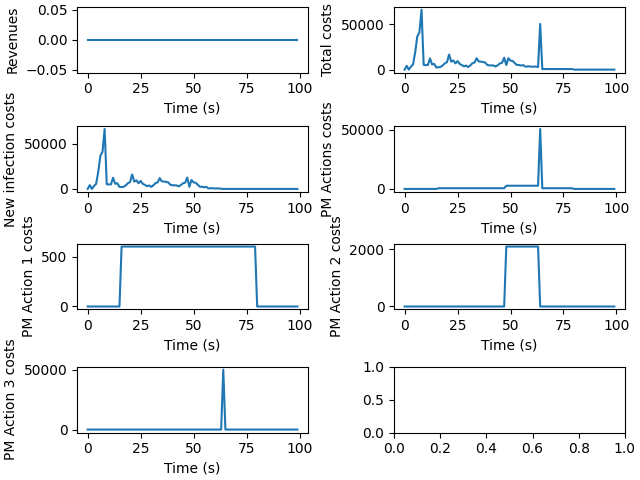 Revenues
0.05
0.00
−0.05
0 25 50 75 100
Time (s)
Total costs
50000
0
0 25 50 75 100
Time (s)
New infection costs
50000
0
0 25 50 75 100
Time (s)
PM Actions costs
50000
0
0 25 50 75 100
Time (s)
PM Action 1 costs
500
0
0 25 50 75 100
Time (s)
PM Action 2 costs
2000
0
0 25 50 75 100
Time (s)
PM Action 3 costs
50000
0
0 25 50 75 100
Time (s)
1.0
0.5
0.0
0.0 0.2 0.4 0.6 0.8 1.0